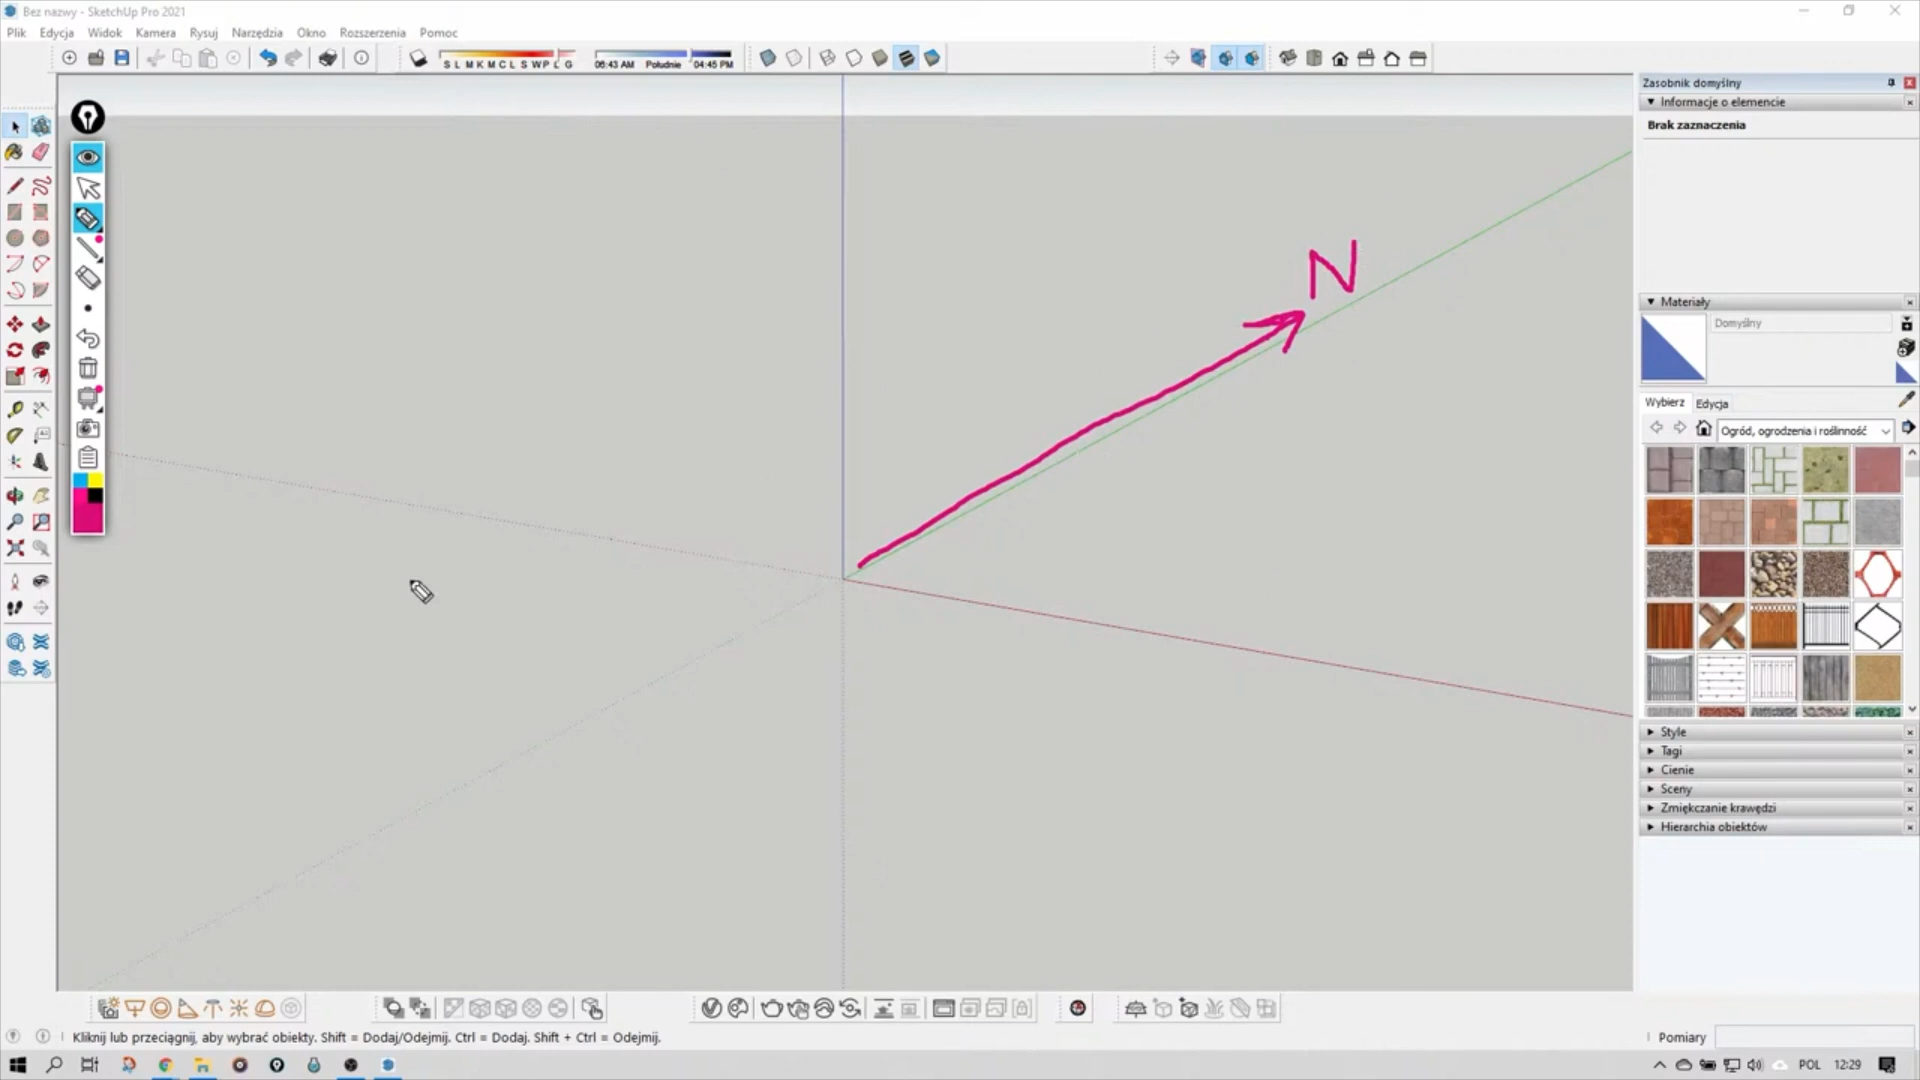 Bez nazwy - SketchUp Pro 2021
Plik Edycja Widok Kamera Rysuj Narzędzia Okno Rozszerzenia Pomoc
S L M K M C L S W P L G
06:43 AM Południe 04:45 PM
Zasobnik domyślny
Informacje o elemencie
Brak zaznaczenia
N
Materiały
Domyślny
Wybierz Edycja
Ogród, ogrodzenia i roślinność
Style
Tagi
Cienie
Sceny
Zmiękczanie krawędzi
Hierarchia obiektów
Kliknij lub przeciągnij, aby wybrać obiekty. Shift = Dodaj/Odejmij. Ctrl = Dodaj. Shift + Ctrl = Odejmij.
Pomiary
POL 12:29